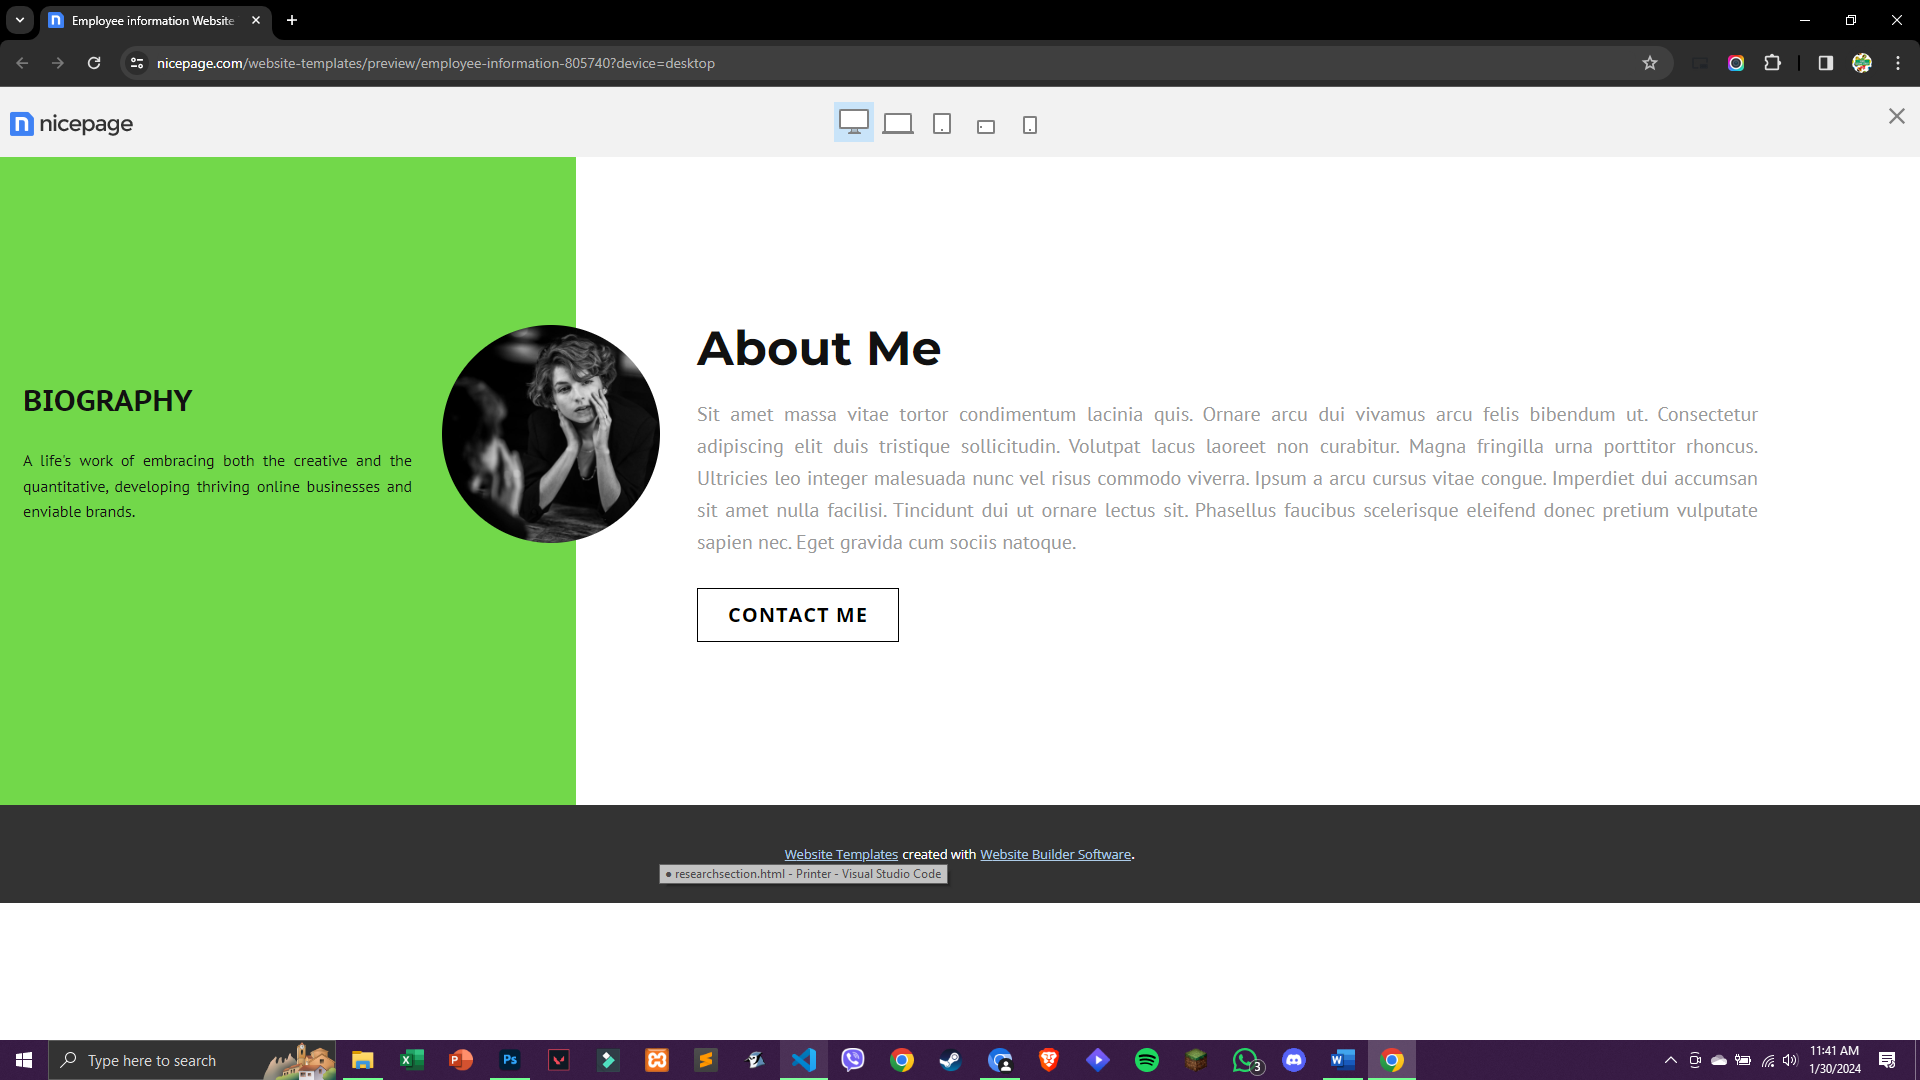 Employee information Website
nicepage.com/website-templates/preview/employee-information-805740?device=desktop
nicepage
BIOGRAPHY
A life's work of embracing both the creative and the
quantitative, developing thriving online businesses and
enviable brands.
About Me
Sit amet massa vitae tortor condimentum lacinia quis. Ornare arcu dui vivamus arcu felis bibendum ut. Consectetur
adipiscing elit duis tristique sollicitudin. Volutpat lacus laoreet non curabitur. Magna fringilla urna porttitor rhoncus.
Ultricies leo integer malesuada nunc vel risus commodo viverra. Ipsum a arcu cursus vitae congue. Imperdiet dui accumsan
sit amet nulla facilisi. Tincidunt dui ut ornare lectus sit. Phasellus faucibus scelerisque eleifend donec pretium vulputate
sapien nec. Eget gravida cum sociis natoque.
CONTACT ME
Website Templates created with Website Builder Software.
● researchsection.html - Printer - Visual Studio Code
Type here to search
Ps
3
11:41 AM
1/30/2024